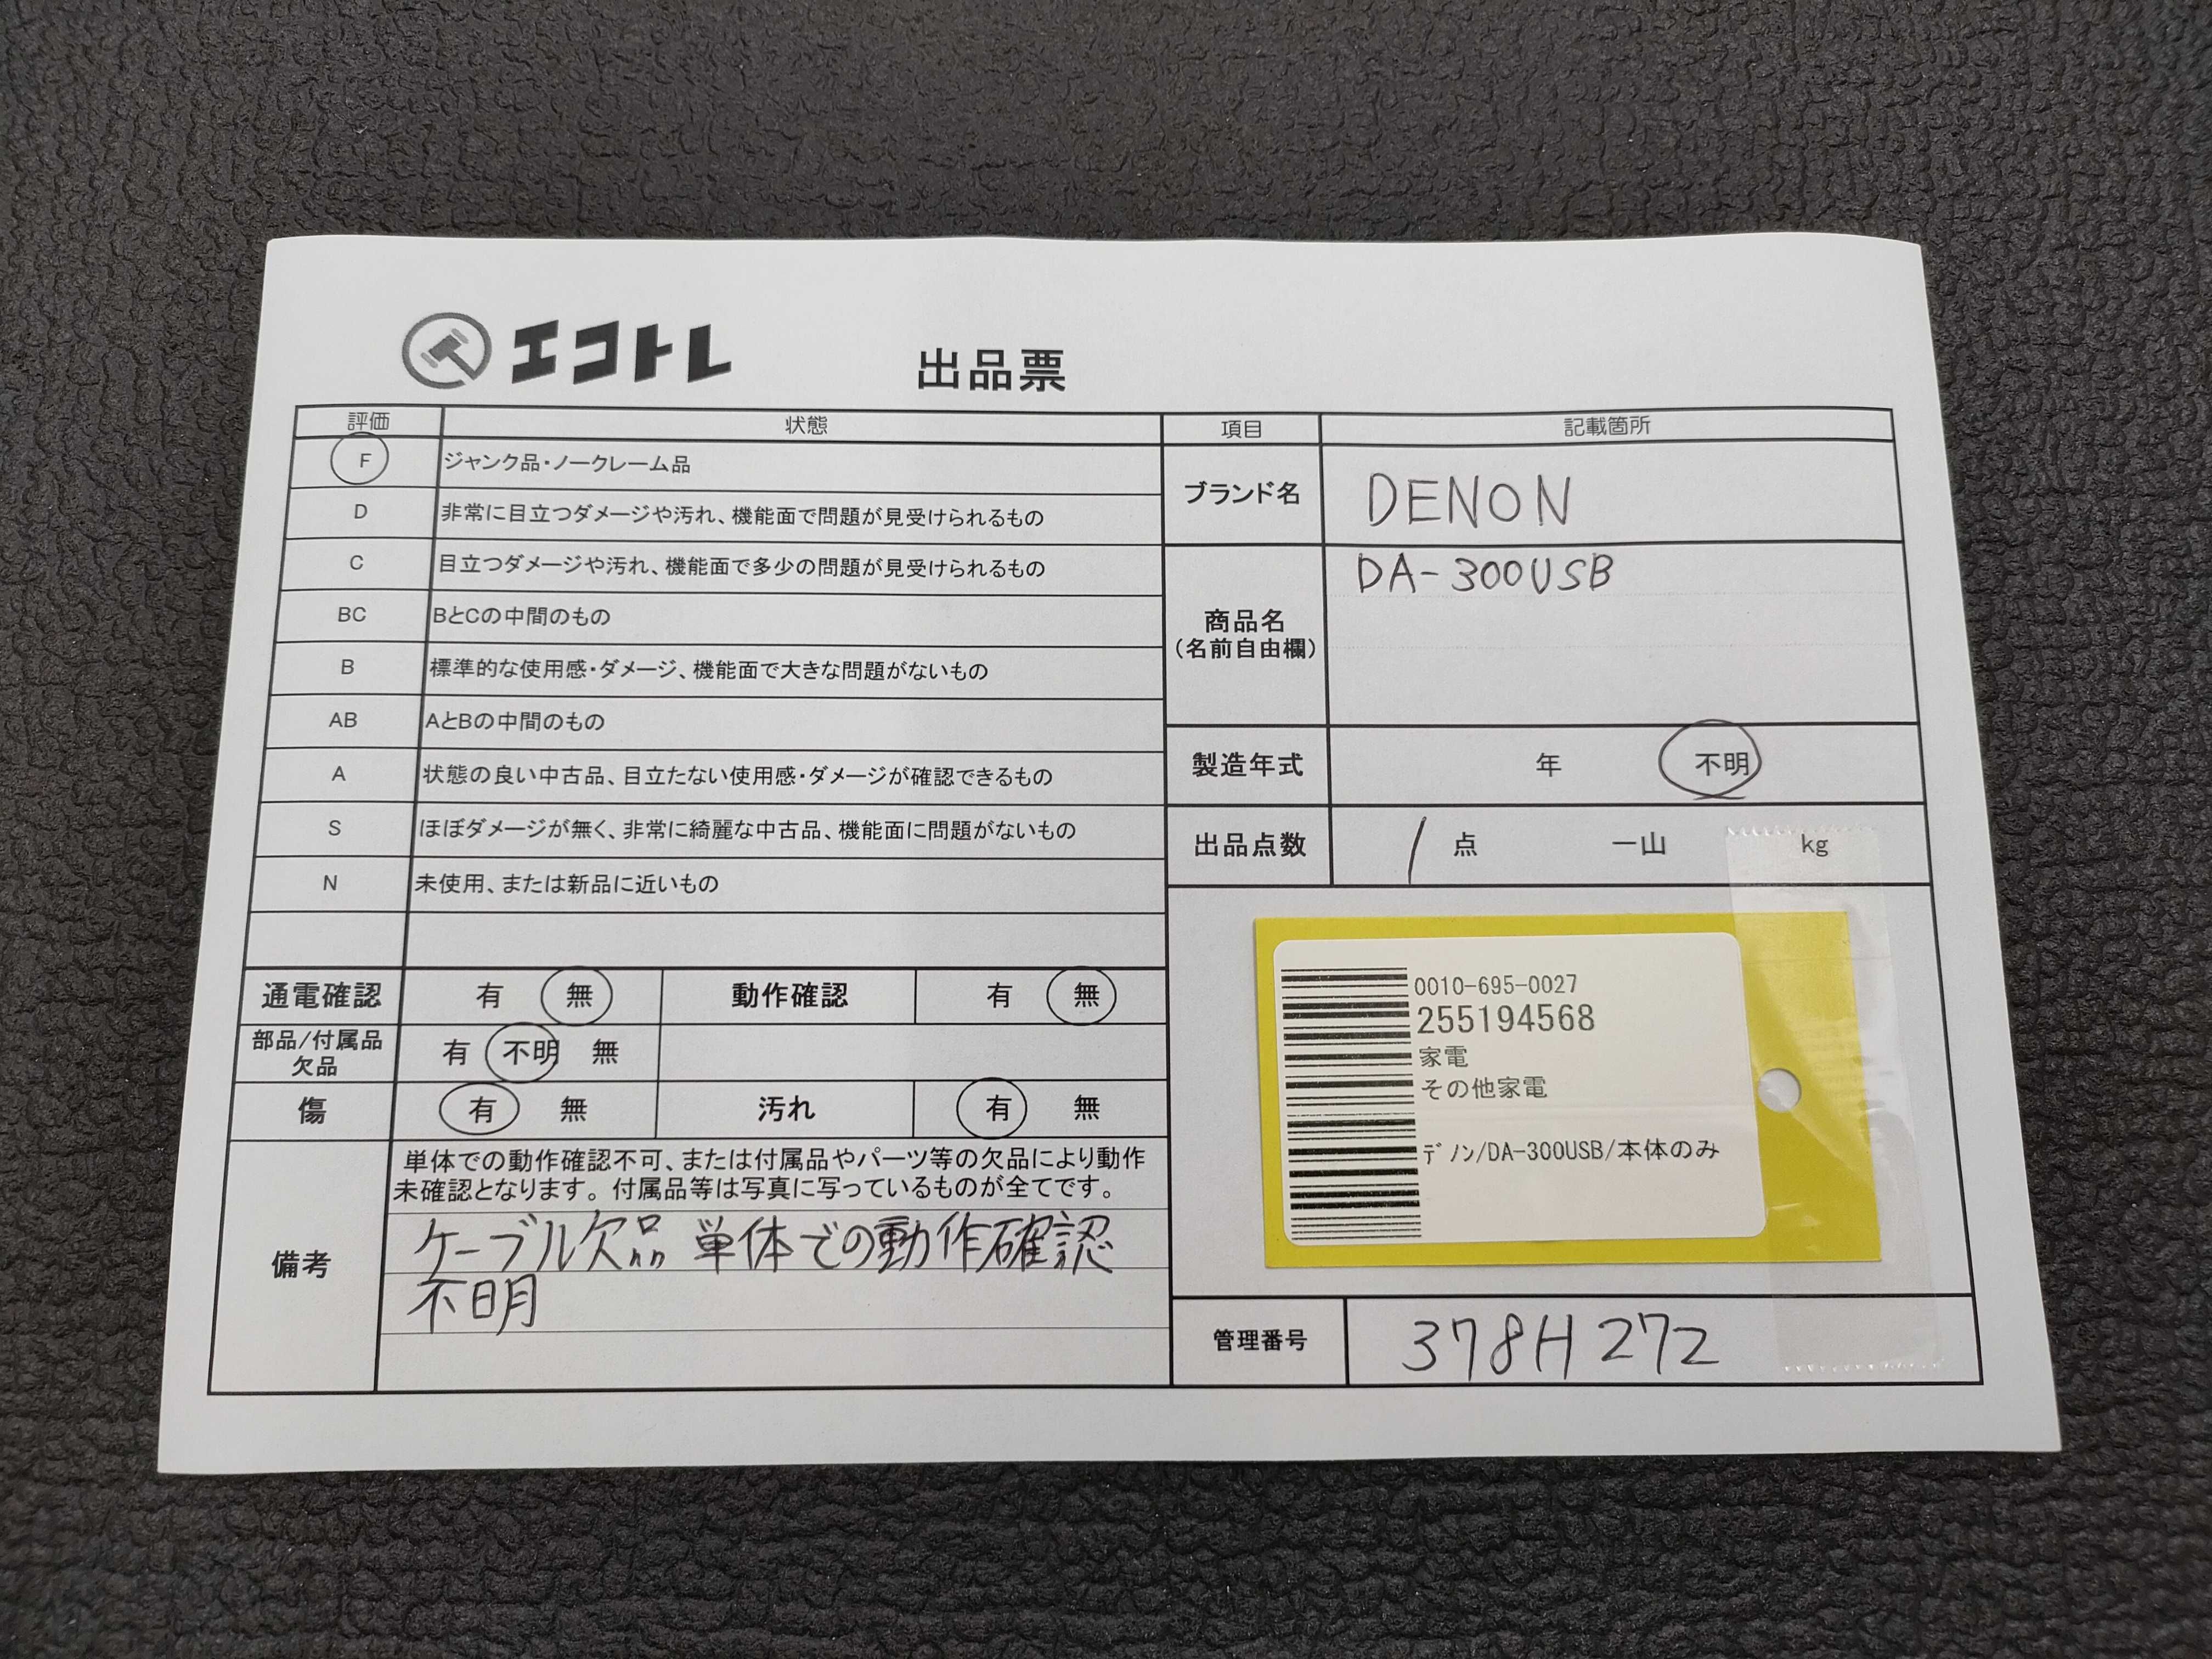 エコトレ
出品票
評価 状態
F ジャンク品・ノークレーム品
D 非常に目立つダメージや汚れ、機能面で問題が見受けられるもの
C 目立つダメージや汚れ、機能面で多少の問題が見受けられるもの
BC BとCの中間のもの
B 標準的な使用感・ダメージ、機能面で大きな問題がないもの
AB AとBの中間のもの
A 状態の良い中古品、目立たない使用感・ダメージが確認できるもの
S ほぼダメージが無く、非常に綺麗な中古品、機能面に問題がないもの
N 未使用、または新品に近いもの
通電確認 有 無 動作確認 有 無
部品/付属品
欠品
有 不明 無
傷 有 無 汚れ 有 無
備考
単体での動作確認不可、または付属品やパーツ等の欠品により動作
未確認となります。付属品等は写真に写っているものが全てです。
ケーブル欠品 単体での動作確認
不明
項目 記載箇所
ブランド名 DENON
商品名
(名前自由欄)
DA-300USB
製造年式 年 不明
出品点数 1 点 一山 kg
0010-695-0027
255194568
家電
その他家電
ﾃﾞﾉﾝ/DA-300USB/本体のみ
管理番号 378H272